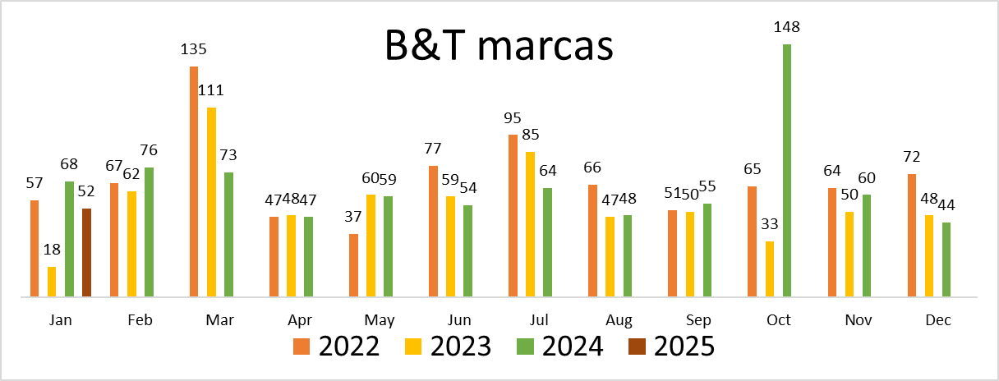 B&T marcas
57 18 68 52 67 62 76 135 111 73 47 48 47 37 60 59 77 59 54 95 85 64 66 47 48 51 50 55 65 33 148 64 50 60 72 48 44
Jan Feb Mar Apr May Jun Jul Aug Sep Oct Nov Dec
2022 2023 2024 2025